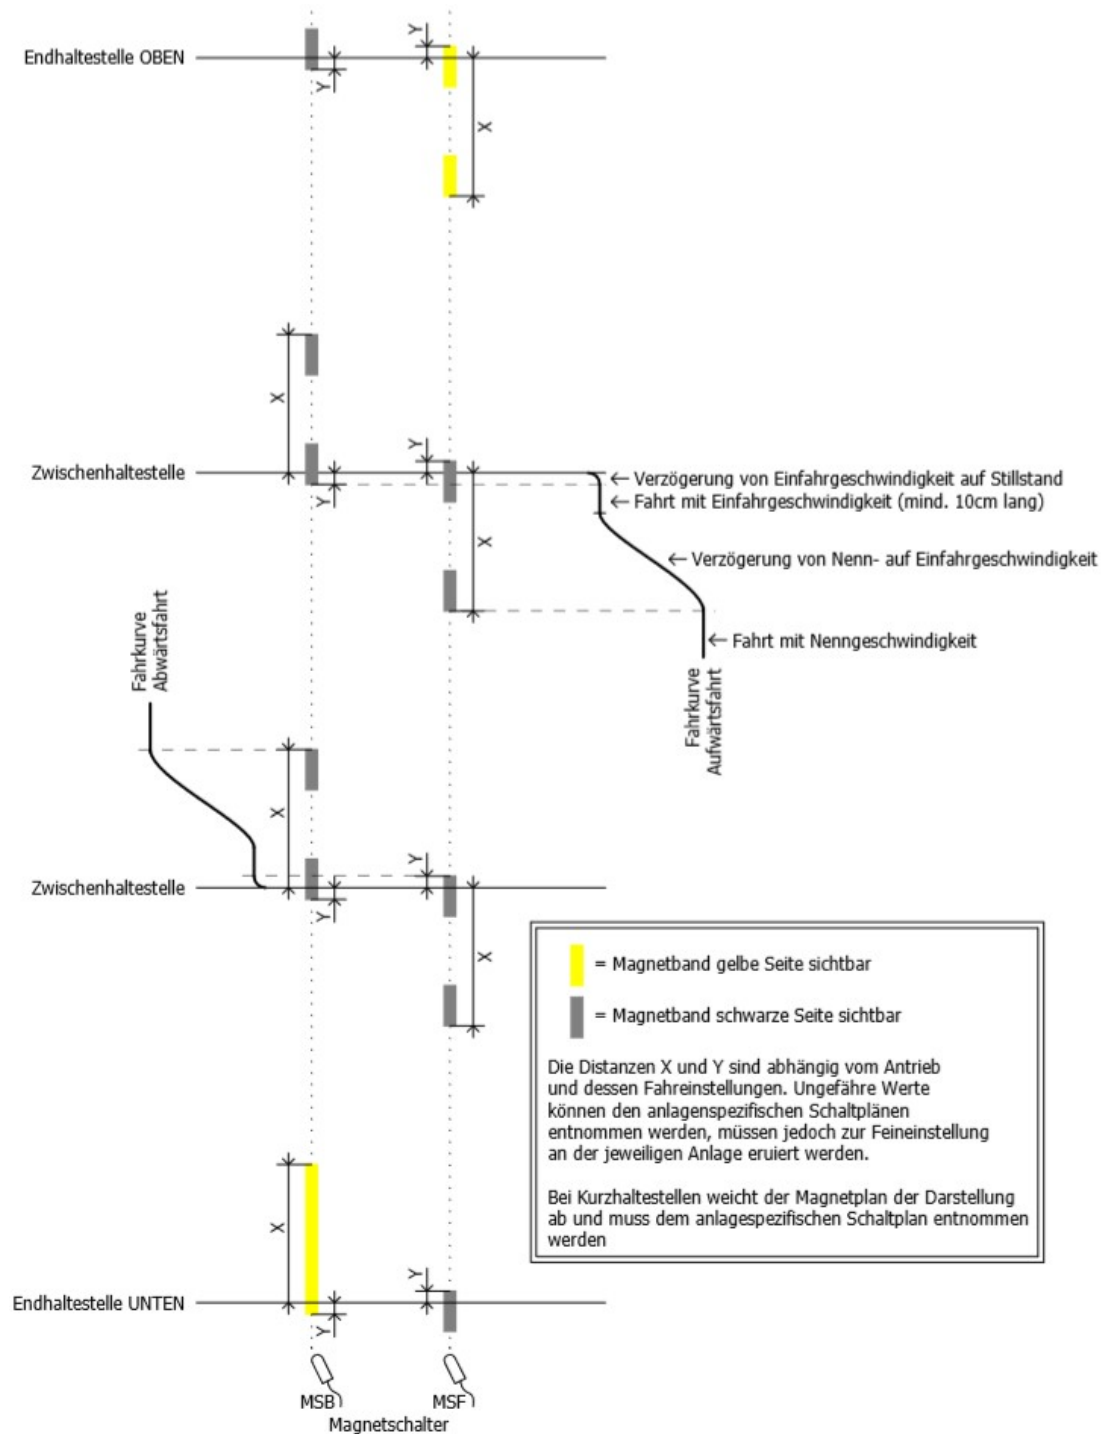 Y
Endhaltestelle OBEN
Y
X
X
Y
Zwischenhaltestelle
Y
← Verzögerung von Einfahrgeschwindigkeit auf Stillstand
← Fahrt mit Einfahrgeschwindigkeit (mind. 10cm lang)
X
← Verzögerung von Nenn- auf Einfahrgeschwindigkeit
Fahrkurve
Abwärtsfahrt
← Fahrt mit Nenngeschwindigkeit
Fahrkurve
Aufwärtsfahrt
X
Y
Zwischenhaltestelle
Y
X
= Magnetband gelbe Seite sichtbar
= Magnetband schwarze Seite sichtbar
Die Distanzen X und Y sind abhängig vom Antrieb
und dessen Fahreinstellungen. Ungefähre Werte
können den anlagenspezifischen Schaltplänen
entnommen werden, müssen jedoch zur Feineinstellung
an der jeweiligen Anlage eruiert werden.
Bei Kurzhaltestellen weicht der Magnetplan der Darstellung
ab und muss dem anlagespezifischen Schaltplan entnommen
werden
X
Y
Endhaltestelle UNTEN
Y
MSB
MSF
Magnetschalter